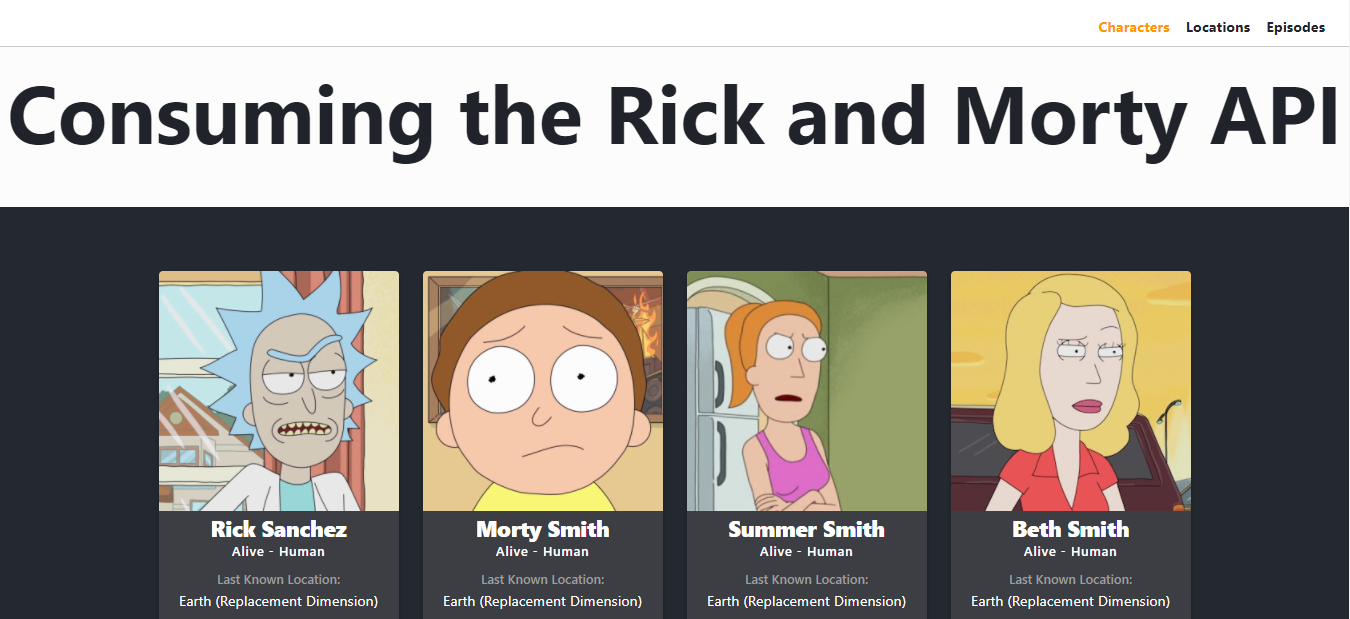 Characters Locations Episodes
Consuming the Rick and Morty API
Rick Sanchez
Alive - Human
Last Known Location:
Earth (Replacement Dimension)
Morty Smith
Alive - Human
Last Known Location:
Earth (Replacement Dimension)
Summer Smith
Alive - Human
Last Known Location:
Earth (Replacement Dimension)
Beth Smith
Alive - Human
Last Known Location:
Earth (Replacement Dimension)